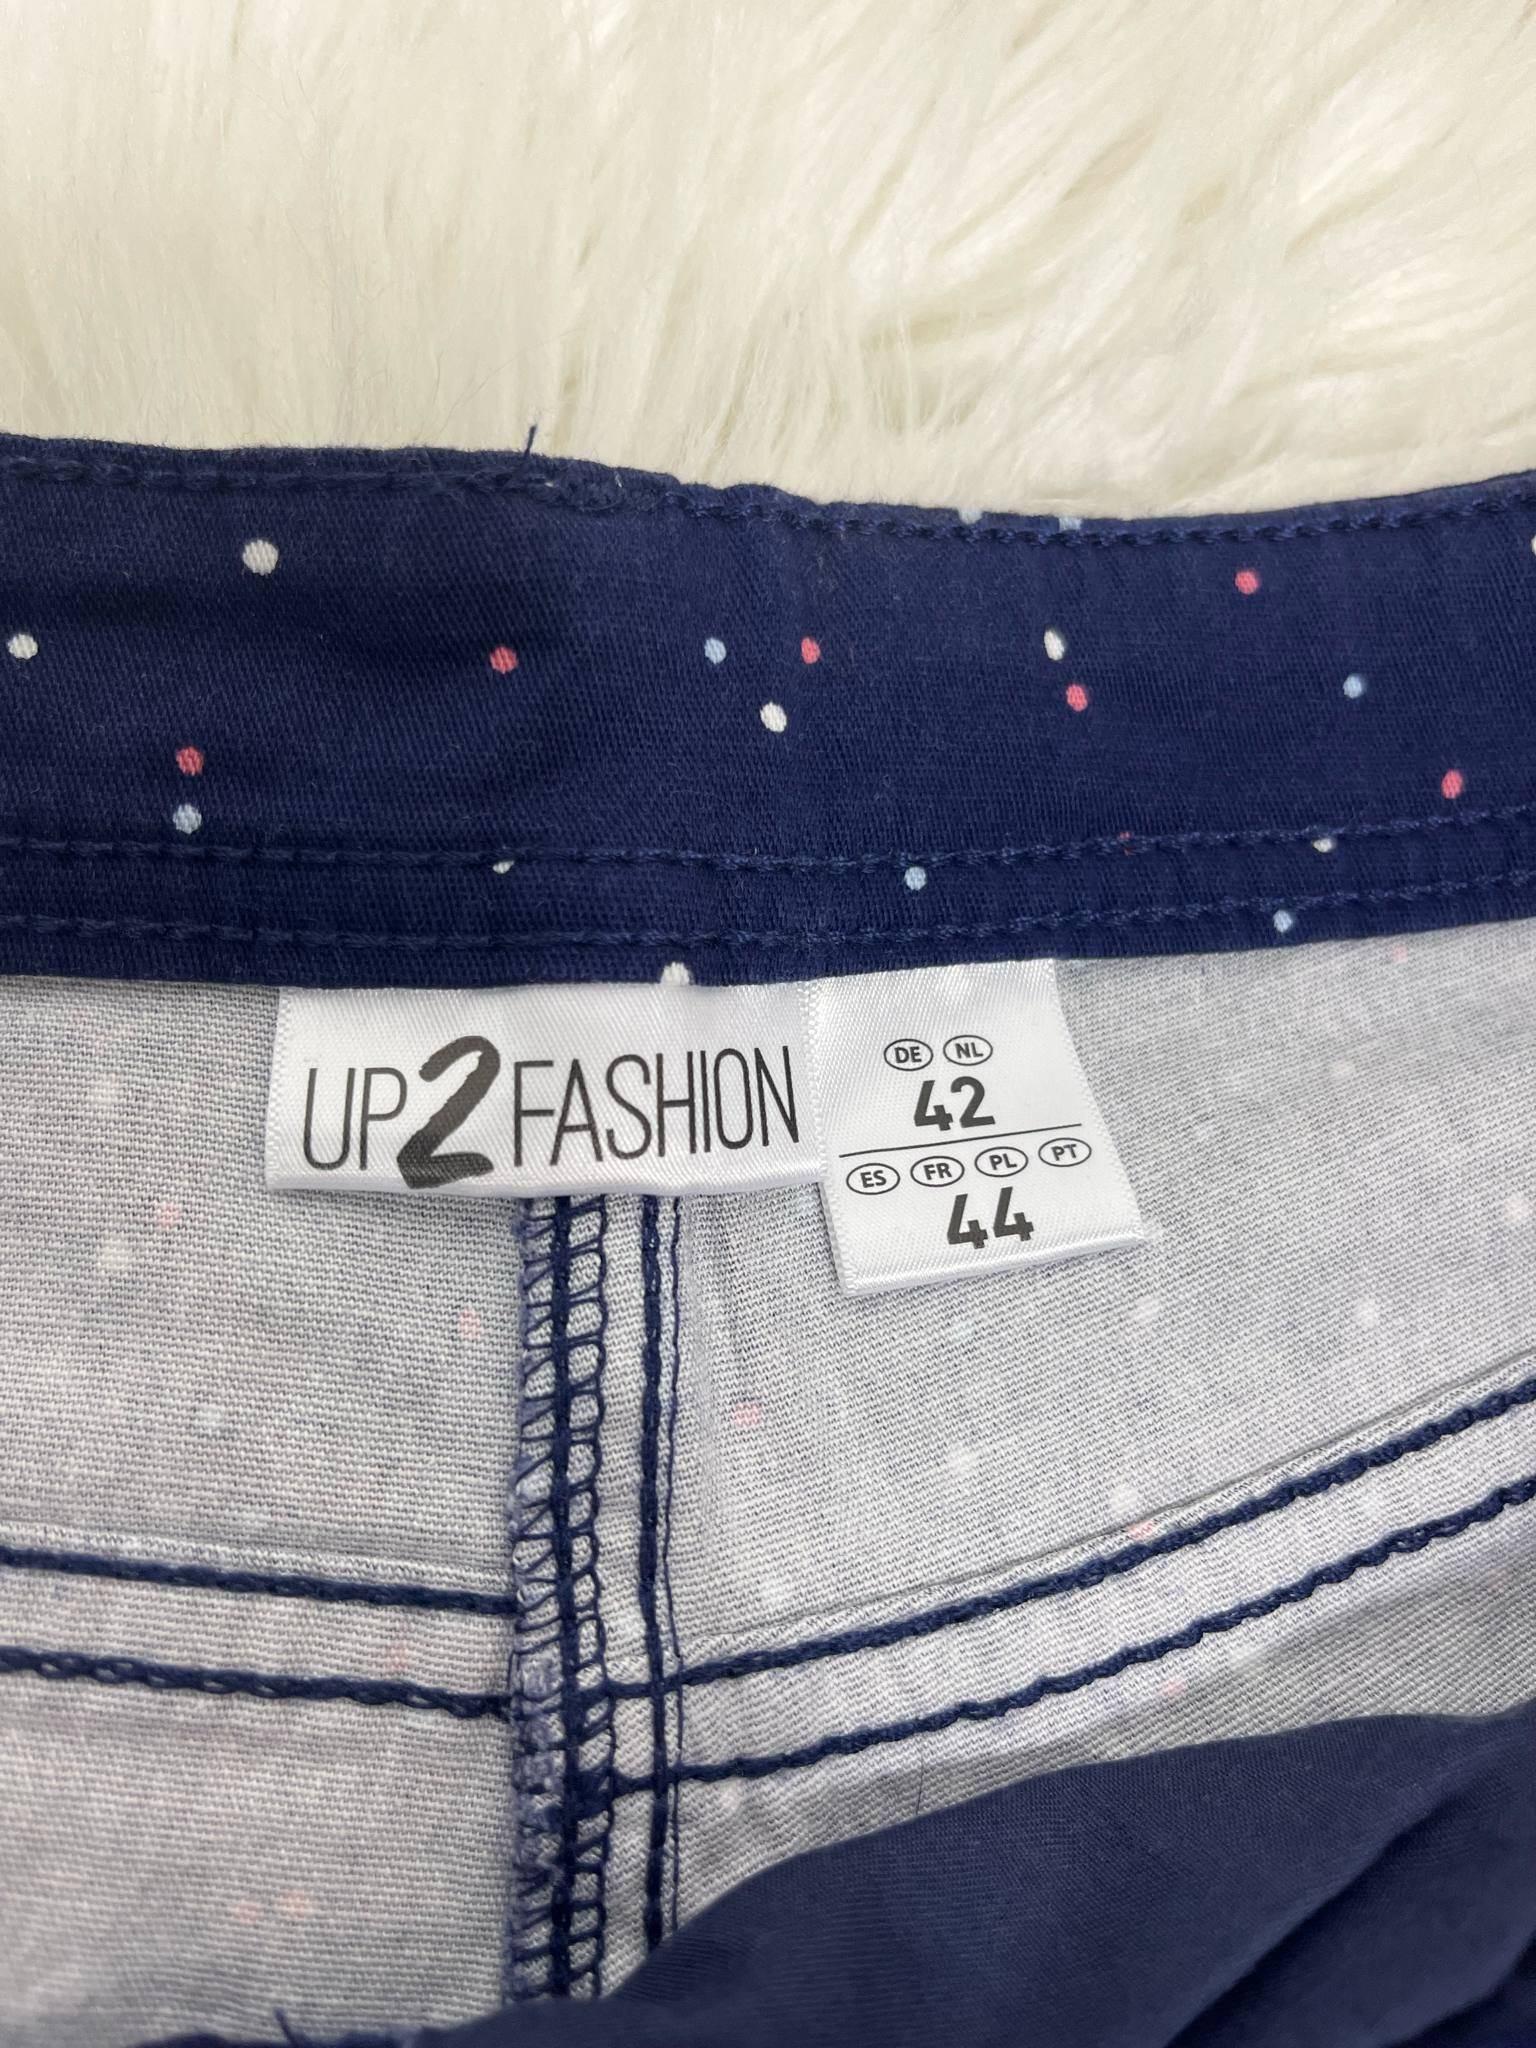 UP2FASHION
DE NL
42
ES FR PL PT
44